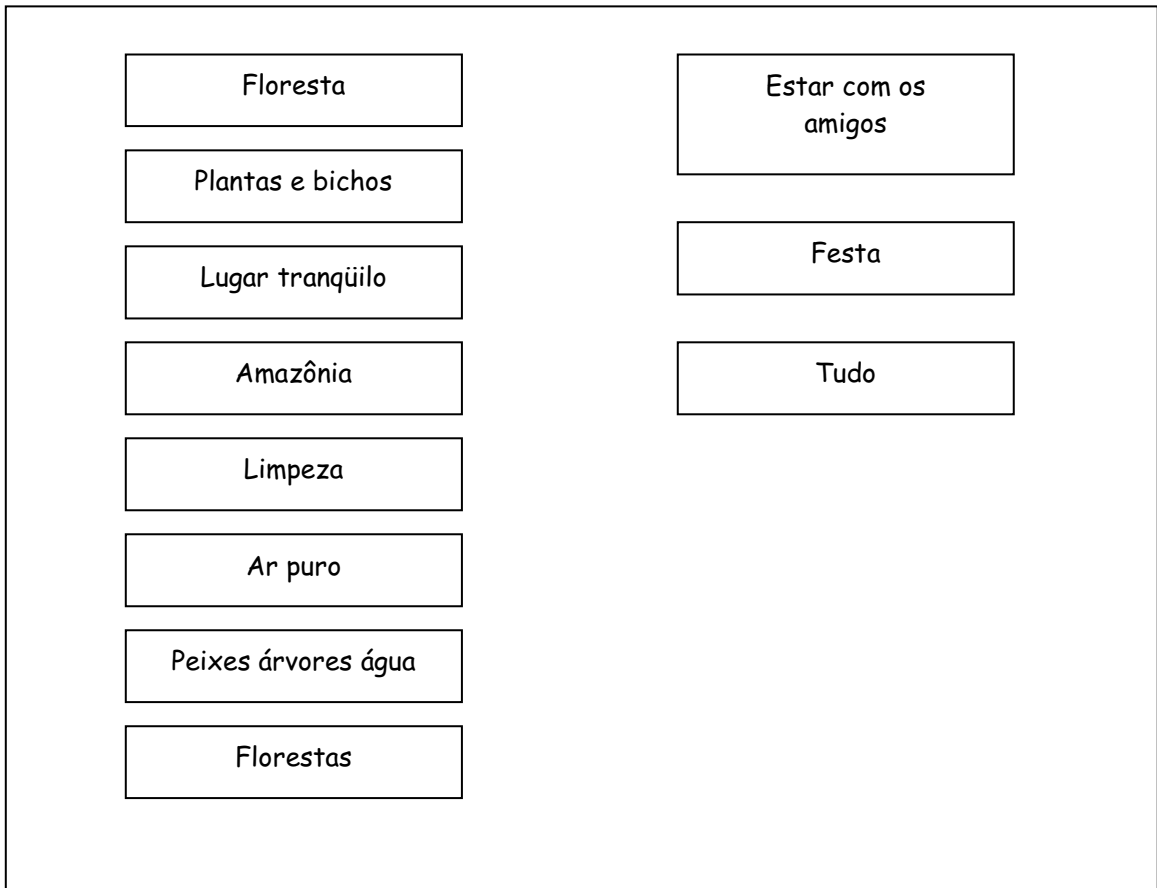 Floresta
Plantas e bichos
Lugar tranqüilo
Amazônia
Limpeza
Ar puro
Peixes árvores água
Florestas
Estar com os
amigos
Festa
Tudo